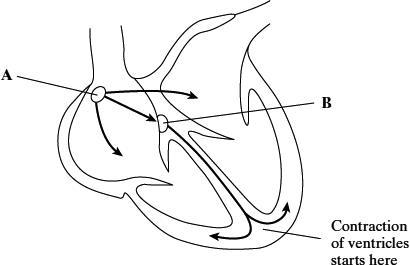 A
B
Contraction
of ventricles
starts here